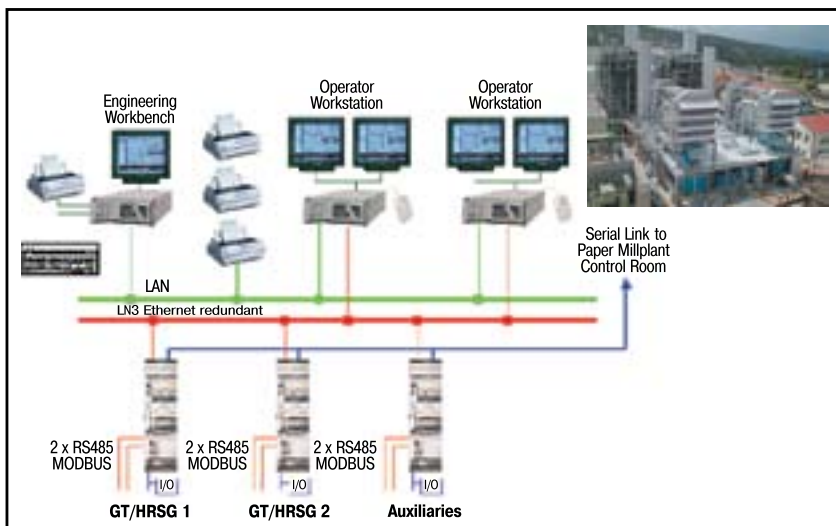 Engineering
Workbench
Operator
Workstation
Operator
Workstation
Serial Link to
Paper Millplant
Control Room
LAN
LN3 Ethernet redundant
2 x RS485
MODBUS
2 x RS485
MODBUS
2 x RS485
MODBUS
I/O
I/O
I/O
GT/HRSG 1
GT/HRSG 2
Auxiliaries